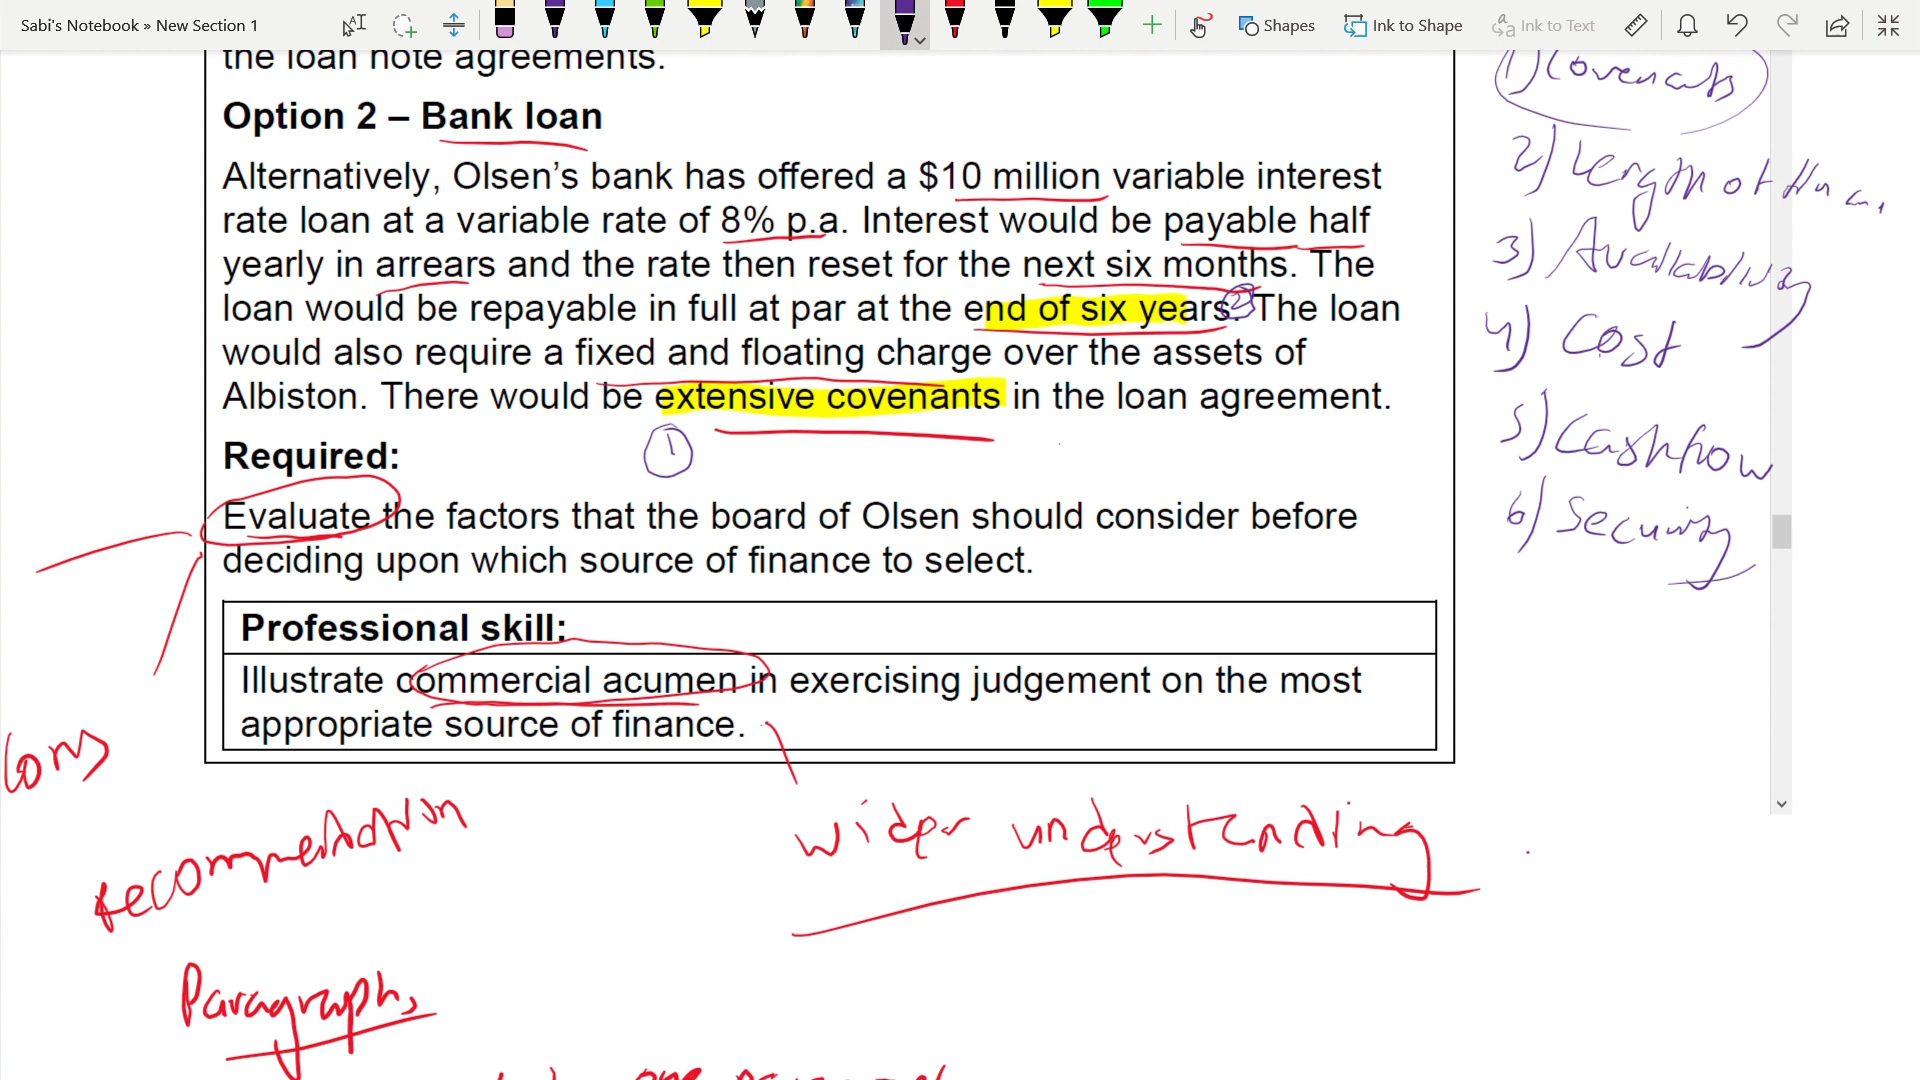 Sabi's Notebook » New Section 1
Shapes
Ink to Shape
Ink to Text
the loan note agreements.
Option 2 – Bank loan
Alternatively, Olsen's bank has offered a $10 million variable interest
rate loan at a variable rate of 8% p.a. Interest would be payable half
yearly in arrears and the rate then reset for the next six months. The
loan would be repayable in full at par at the end of six years. The loan
2
would also require a fixed and floating charge over the assets of
Albiston. There would be extensive covenants in the loan agreement.
1
Required:
Evaluate the factors that the board of Olsen should consider before
deciding upon which source of finance to select.
Professional skill:
Illustrate commercial acumen in exercising judgement on the most
appropriate source of finance.
1) Covenants
2) Length of
3) Availability
4) Cost
5) Cashflow
6) Security
Cons
recommendation
wider understanding
Paragraphs
one